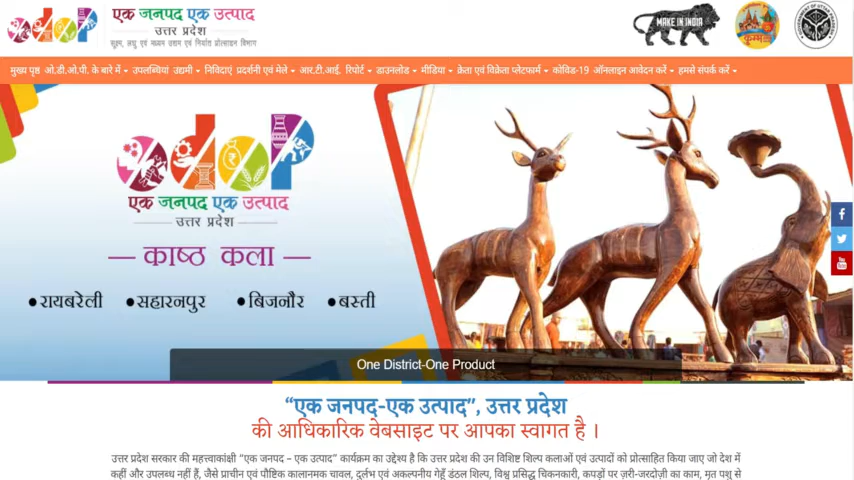 एक जनपद एक उत्पाद
उत्तर प्रदेश
सूक्ष्म, लघु एवं मध्यम उद्यम एवं निर्यात प्रोत्साहन विभाग
MAKE IN INDIA
मुख्य पृष्ठ ओ.डी.ओ.पी. के बारे में उपलब्धियां उद्यमी निविदाएं प्रदर्शनी एवं मेले आर.टी.आई. रिपोर्ट डाउनलोड मीडिया क्रेता एवं विक्रेता प्लेटफार्म कोविड-19 ऑनलाइन आवेदन करें हमसे संपर्क करें
odop
एक जनपद एक उत्पाद
उत्तर प्रदेश
काष्ठ कला
•रायबरेली •सहारनपुर •बिजनौर •बस्ती
One District-One Product
“एक जनपद-एक उत्पाद”, उत्तर प्रदेश
की आधिकारिक वेबसाइट पर आपका स्वागत है ।
उत्तर प्रदेश सरकार की महत्त्वाकांक्षी “एक जनपद – एक उत्पाद” कार्यक्रम का उद्देश्य है कि उत्तर प्रदेश की उन विशिष्ट शिल्प कलाओं एवं उत्पादों को प्रोत्साहित किया जाए जो देश में
कहीं और उपलब्ध नहीं हैं, जैसे प्राचीन एवं पौष्टिक कालानमक चावल, दुर्लभ एवं अकल्पनीय गेहूँ डंठल शिल्प, विश्व प्रसिद्ध चिकनकारी, कपड़ों पर ज़री-जरदोज़ी का काम, मृत पशु से